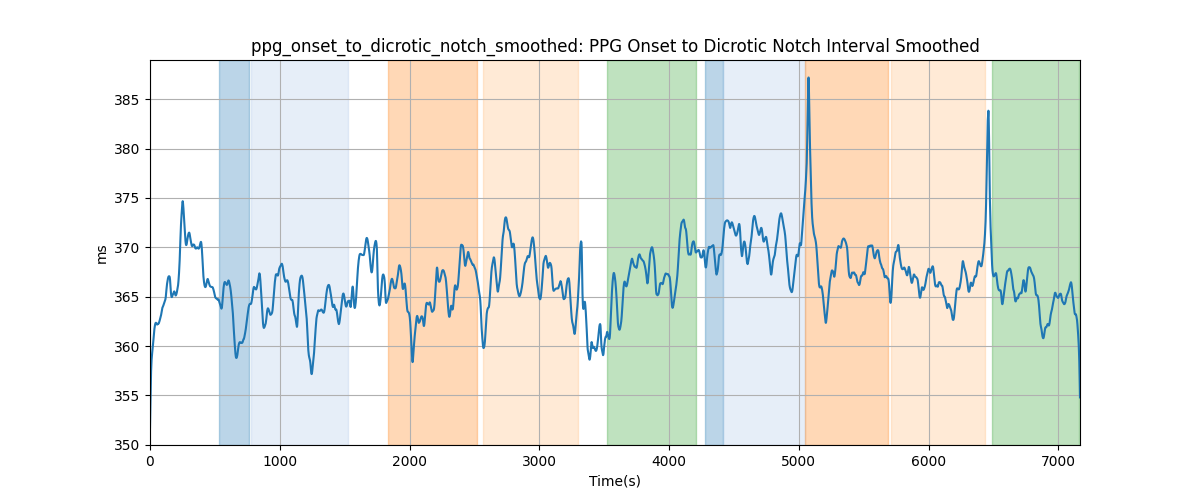 ppg_onset_to_dicrotic_notch_smoothed: PPG Onset to Dicrotic Notch Interval Smoothed
385
380
375
370
365
360
355
350
ms
0 1000 2000 3000 4000 5000 6000 7000
Time(s)